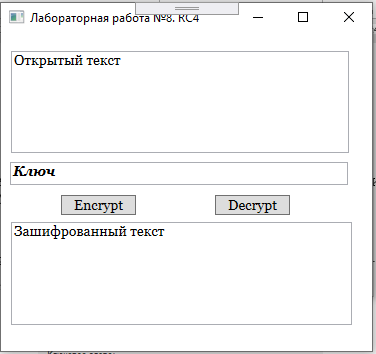 Лабораторная работа №8. RC4
Открытый текст
Ключ
Encrypt Decrypt
Зашифрованный текст